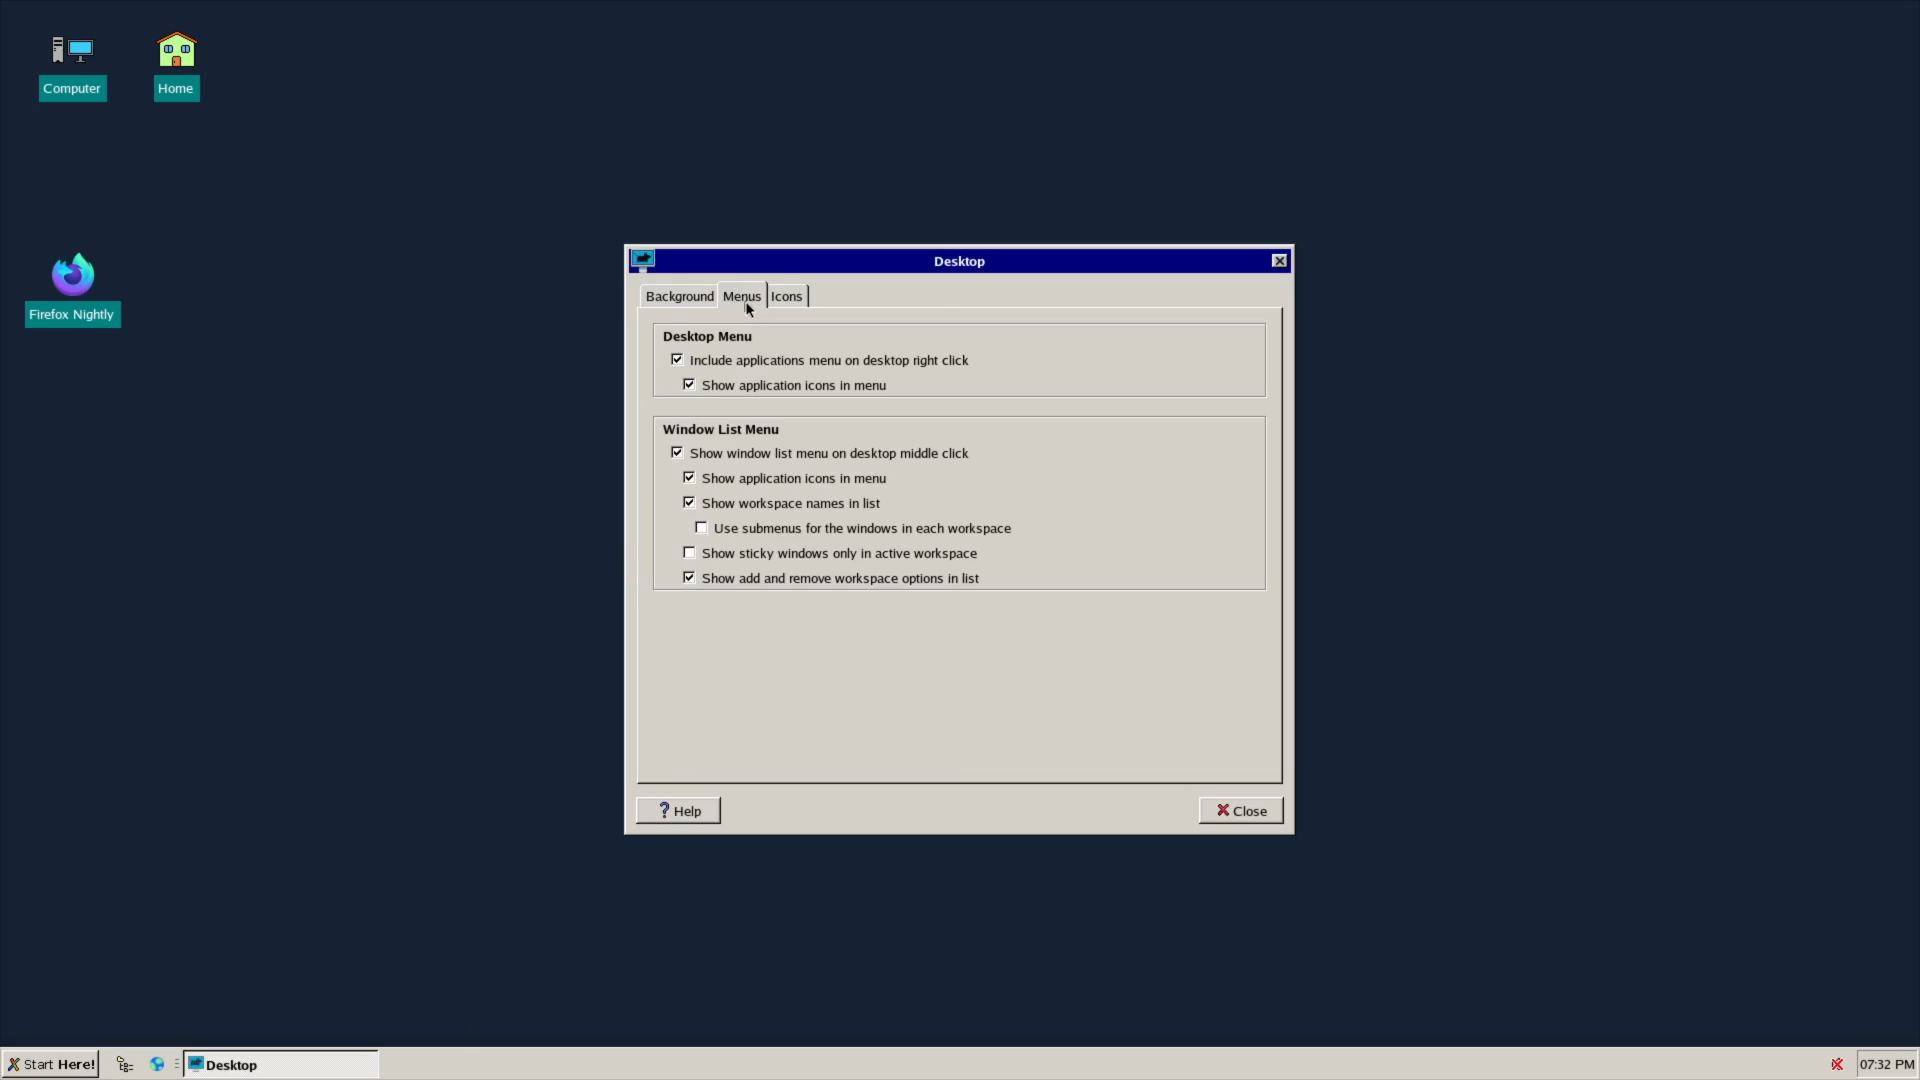 Computer
Home
Firefox Nightly
Desktop
Background
Menus
Icons
Desktop Menu
Include applications menu on desktop right click
Show application icons in menu
Window List Menu
Show window list menu on desktop middle click
Show application icons in menu
Show workspace names in list
Use submenus for the windows in each workspace
Show sticky windows only in active workspace
Show add and remove workspace options in list
Help
Close
Start Here!
Desktop
07:32 PM